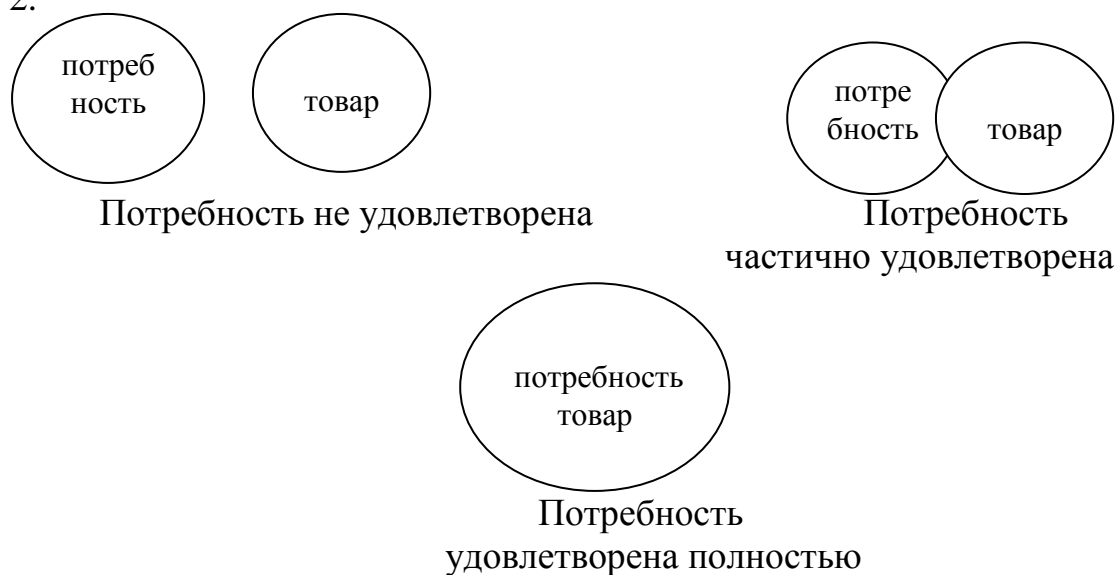 2.
потреб
ность
товар
потре
бность
товар
Потребность не удовлетворена
Потребность
частично удовлетворена
потребность
товар
Потребность
удовлетворена полностью